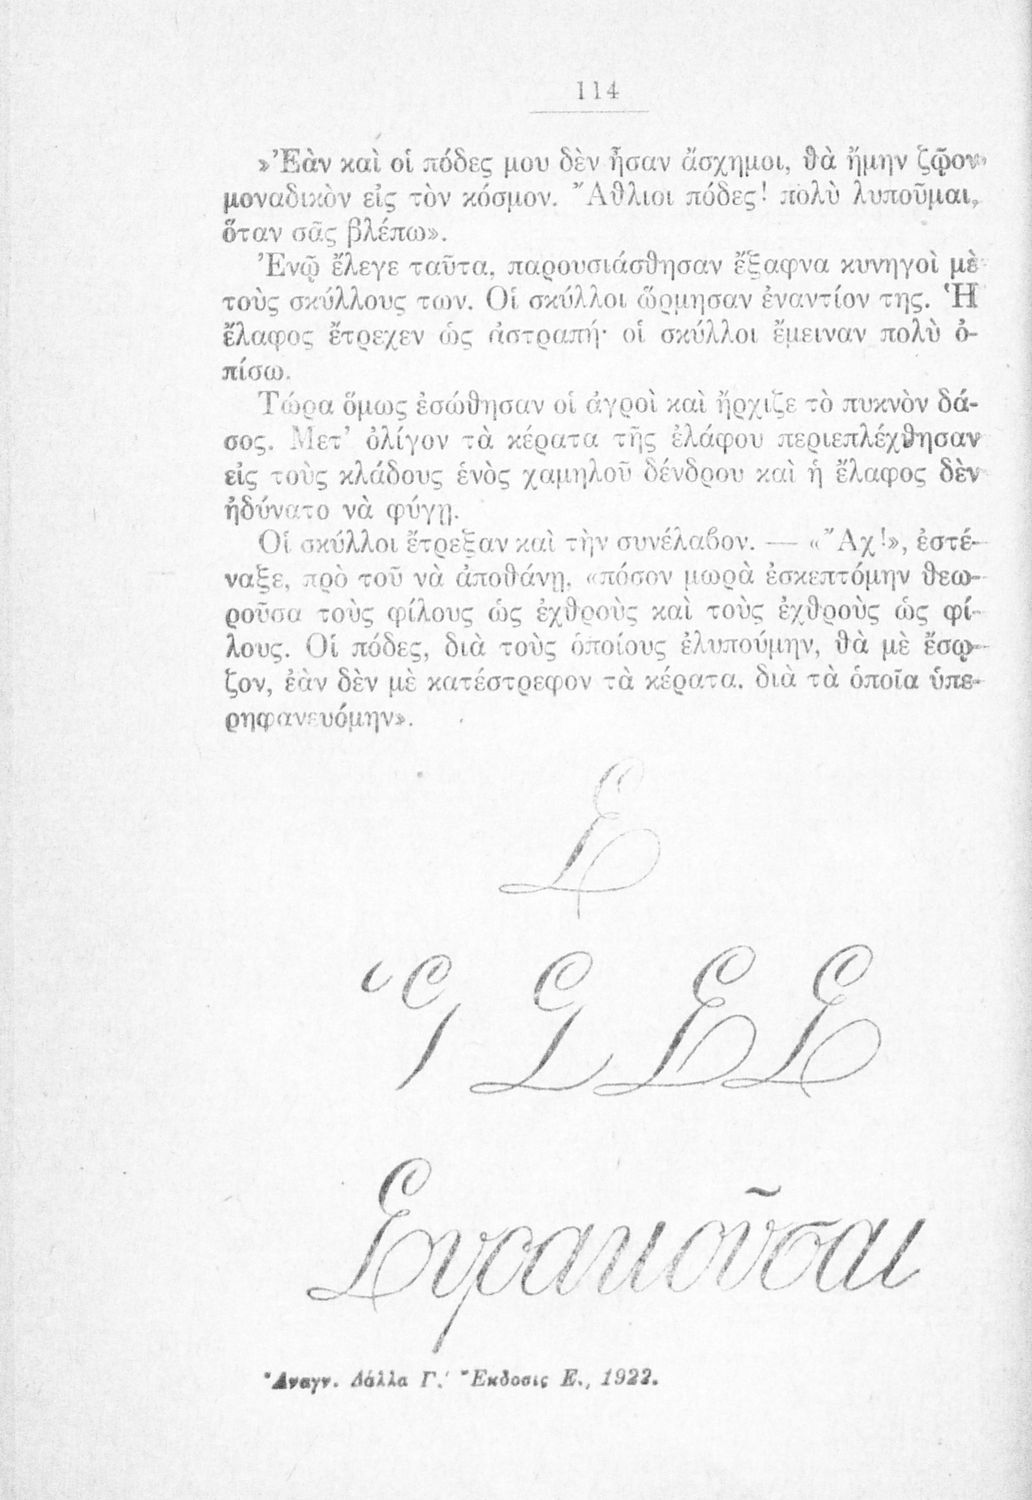 114
»Ἐὰν καὶ οἱ πόδες μου δὲν ἦσαν ἄσχημοι, θὰ ἤμην ζῷον
μοναδικὸν εἰς τὸν κόσμον. Ἄθλιοι πόδες! πολὺ λυποῦμαι,
ὅταν σᾶς βλέπω».
Ἐνῷ ἔλεγε ταῦτα, παρουσιάσθησαν ἔξαφνα κυνηγοὶ μὲ
τοὺς σκύλλους των. Οἱ σκύλλοι ὥρμησαν ἐναντίον της. Ἡ
ἔλαφος ἔτρεχεν ὡς ἀστραπή· οἱ σκύλλοι ἔμειναν πολὺ ὀ-
πίσω.
Τώρα ὅμως ἐσώθησαν οἱ ἀγροὶ καὶ ἤρχιζε τὸ πυκνὸν δά-
σος. Μετ' ὀλίγον τὰ κέρατα τῆς ἐλάφου περιεπλέχθησαν
εἰς τοὺς κλάδους ἑνὸς χαμηλοῦ δένδρου καὶ ἡ ἔλαφος δὲν
ἠδύνατο νὰ φύγῃ.
Οἱ σκύλλοι ἔτρεξαν καὶ τὴν συνέλαβον. — «Ἄχ!», ἐστέ-
ναξε, πρὸ τοῦ νὰ ἀποθάνῃ, «πόσον μωρὰ ἐσκεπτόμην θεω-
ροῦσα τοὺς φίλους ὡς ἐχθροὺς καὶ τοὺς ἐχθροὺς ὡς φί-
λους. Οἱ πόδες, διὰ τοὺς ὁποίους ἐλυπούμην, θὰ μὲ ἔσῳ-
ζον, ἐὰν δὲν μὲ κατέστρεφον τὰ κέρατα, διὰ τὰ ὁποῖα ὑπε-
ρηφανευόμην».
Σ
Σ Σ
Συρακοῦσαι
Ἀναγν. Δάλλα Γ.' Ἔκδοσις Ε., 1922.